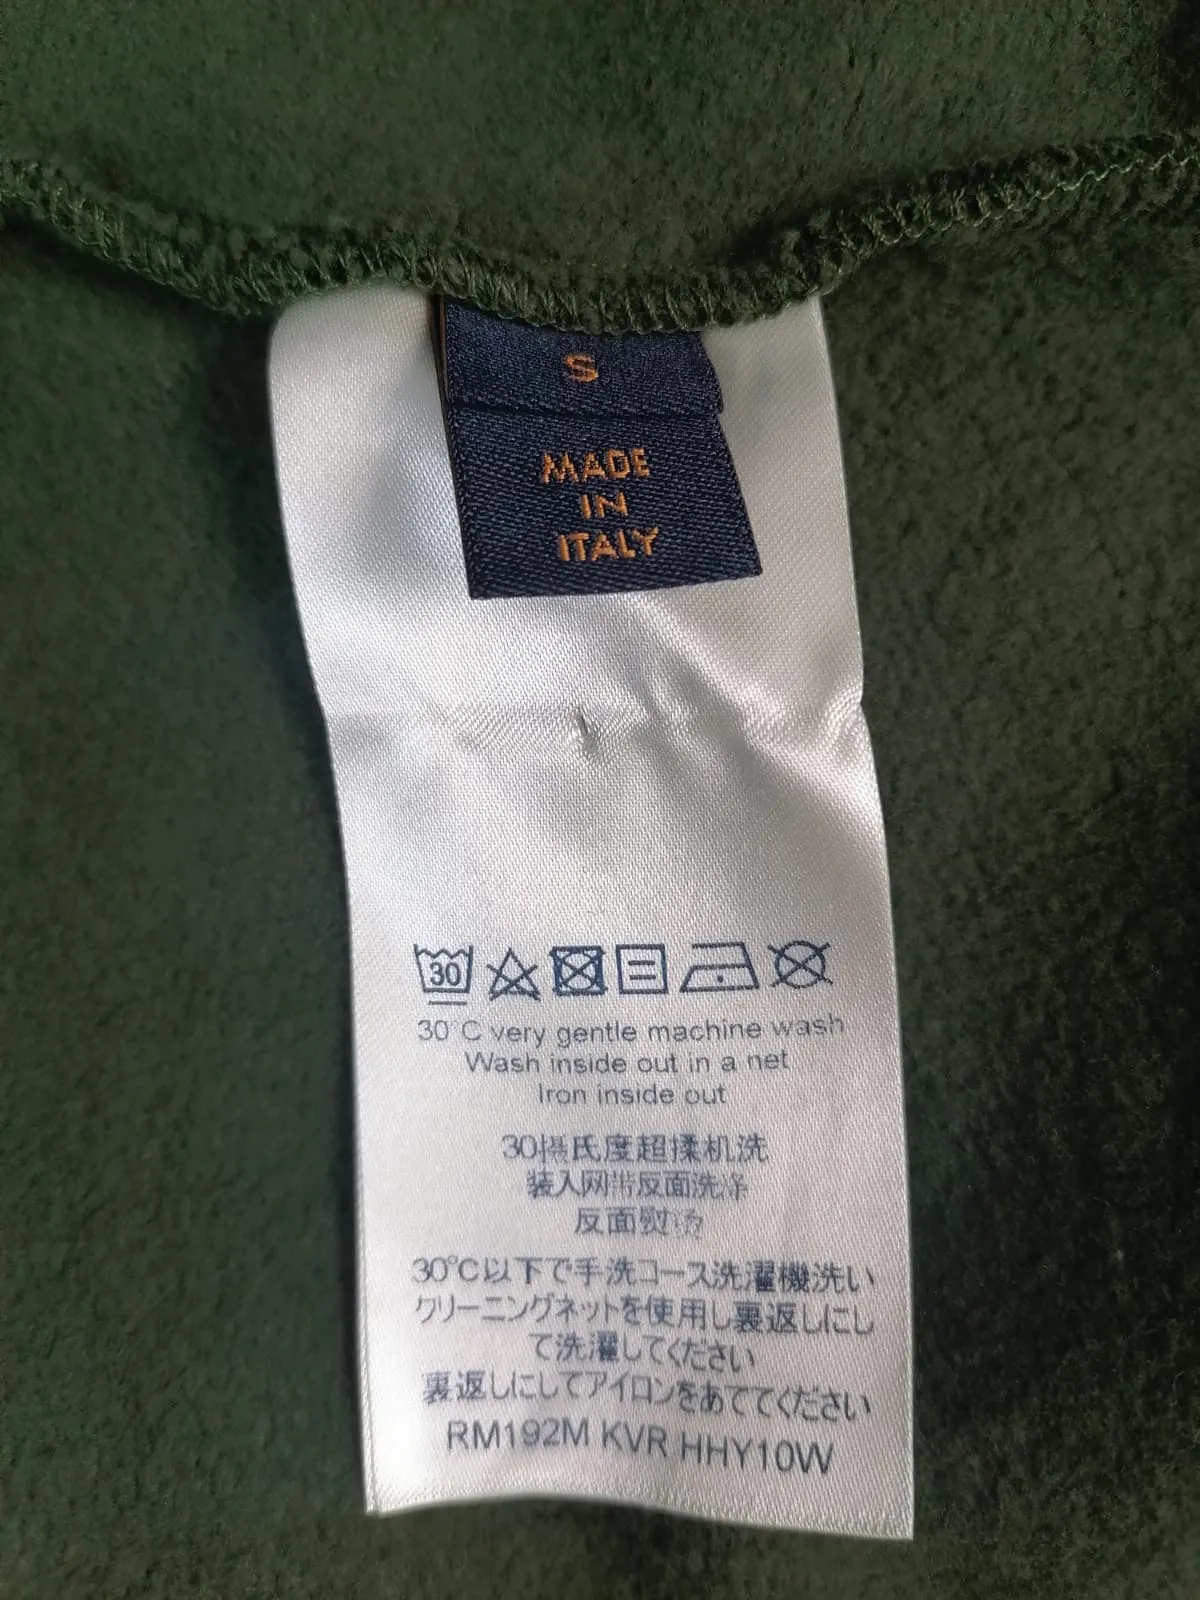 S
MADE
IN
ITALY
30
30°C very gentle machine wash
Wash inside out in a net
Iron inside out
30摄氏度超揉机洗
装入网带反面洗涤
反面熨烫
30℃以下で手洗コース洗濯機洗い
クリーニングネットを使用し裏返しにし
て洗濯してください
裏返しにしてアイロンをあててください
RM192M KVR HHY10W